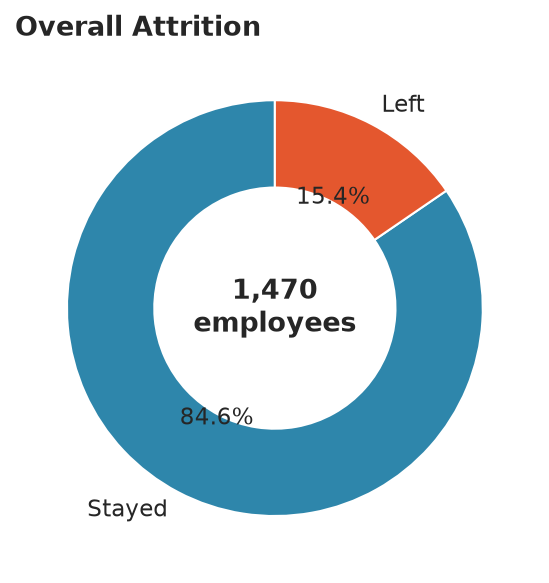 Overall Attrition
Left
15.4%
1,470
employees
84.6%
Stayed